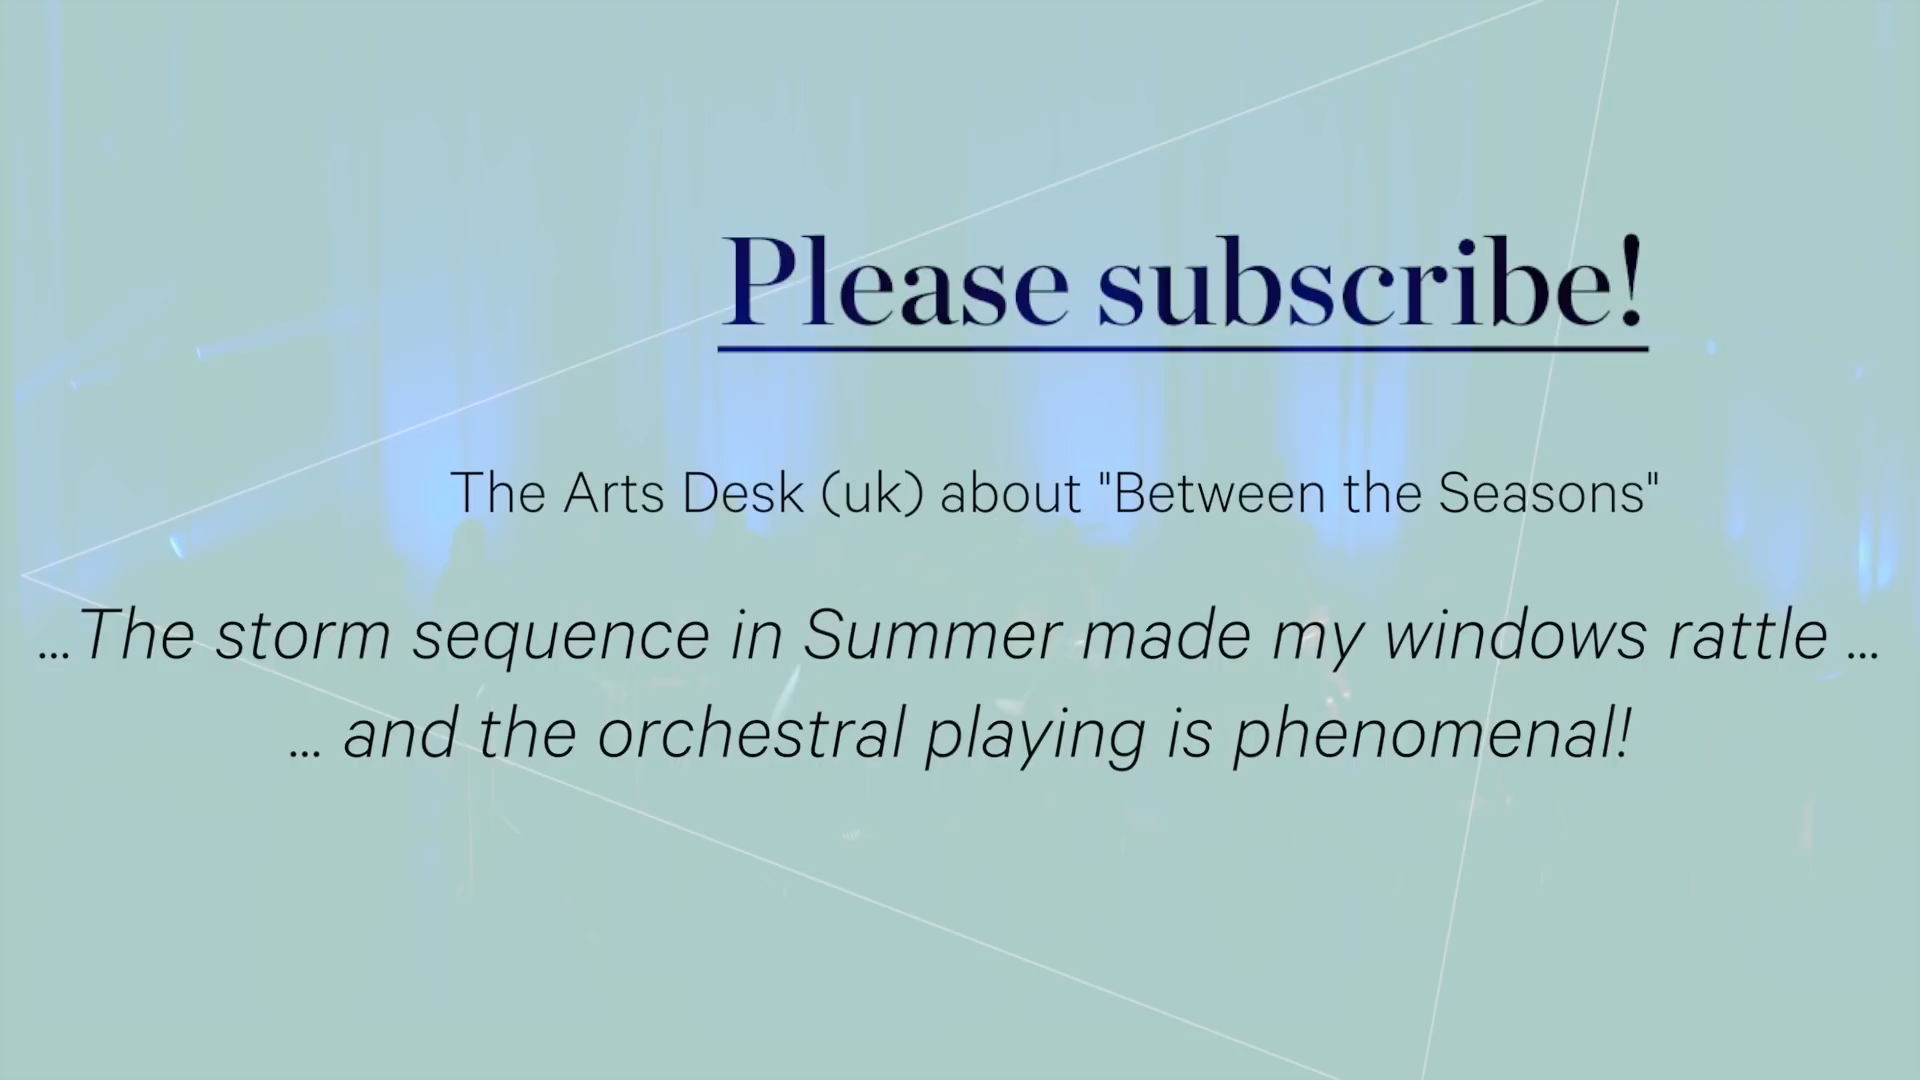 Please subscribe!
The Arts Desk (uk) about "Between the Seasons"
...The storm sequence in Summer made my windows rattle ...
... and the orchestral playing is phenomenal!